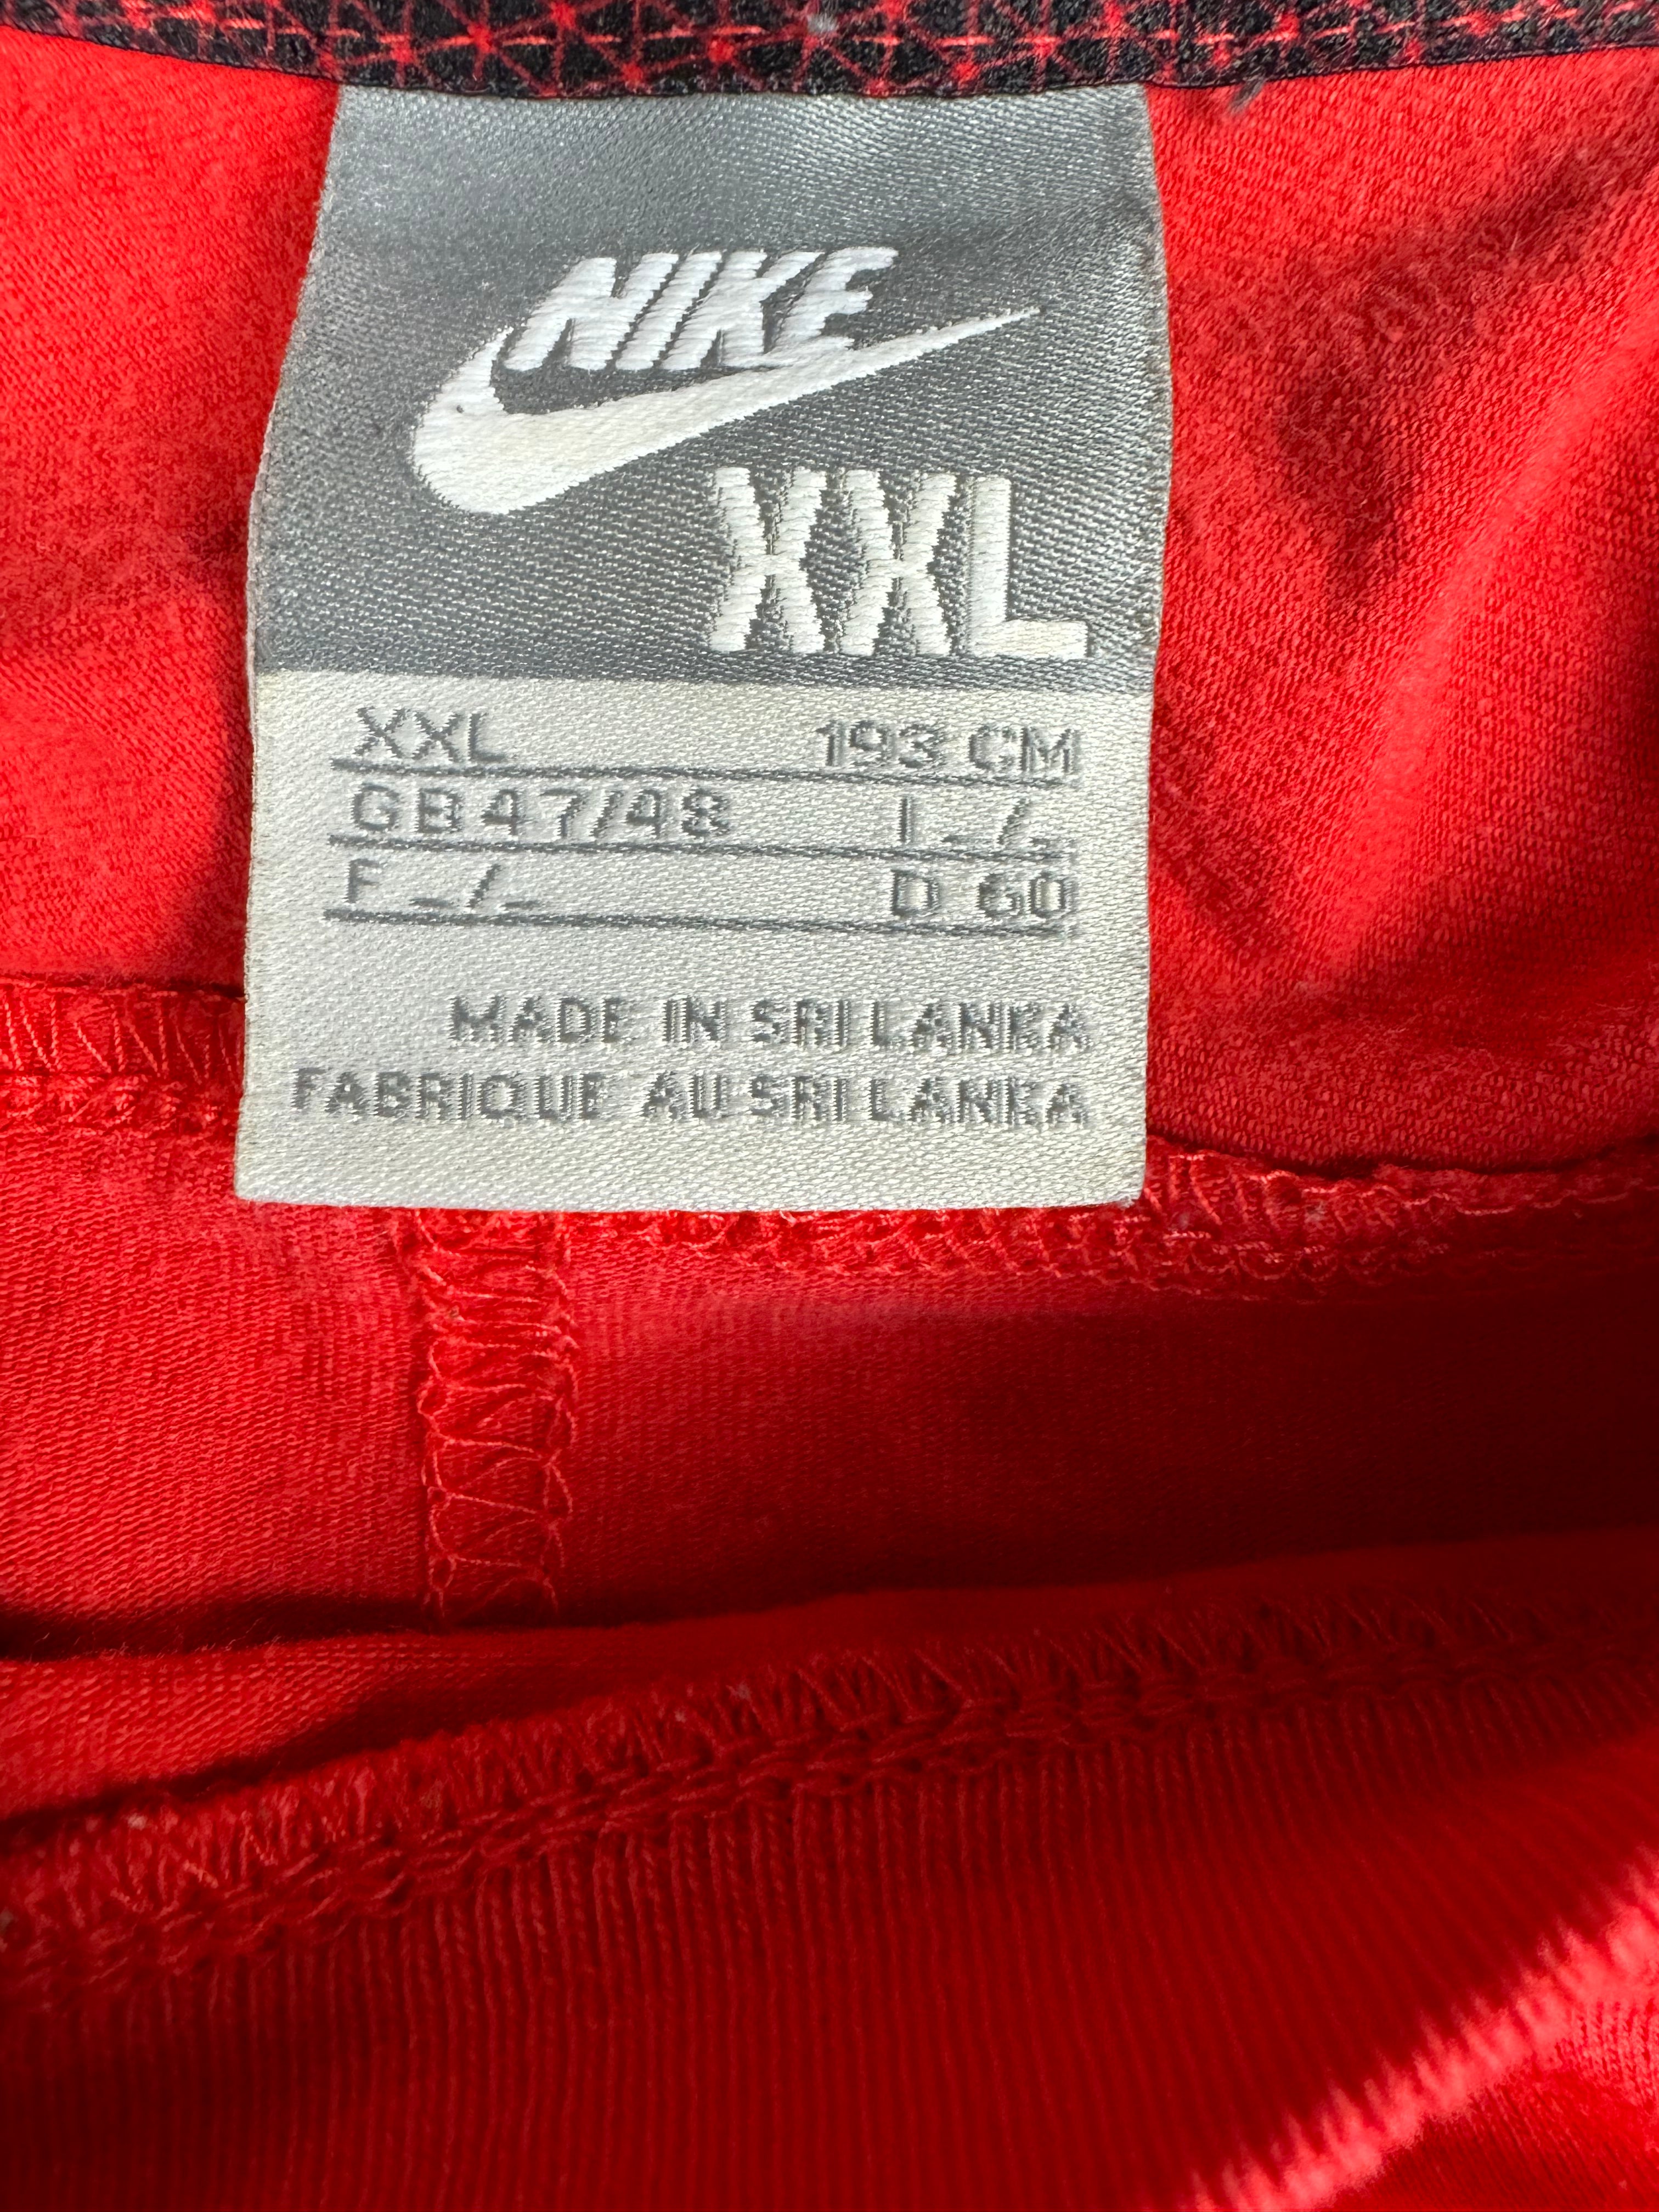 NIKE
XXL
XXL 193 CM
GB 47/48 I -/-
F -/- D 60
MADE IN SRI LANKA
FABRIQUE AU SRI LANKA